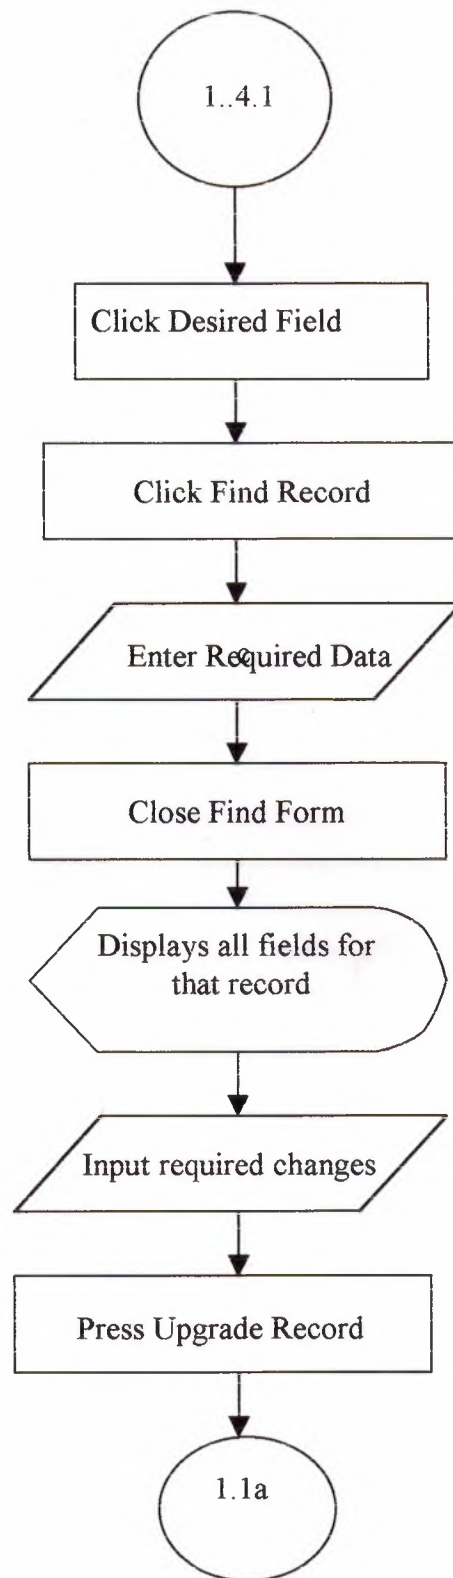 1..4.1
Click Desired Field
Click Find Record
Enter Required Data
Close Find Form
Displays all fields for
that record
Input required changes
Press Upgrade Record
1.1a